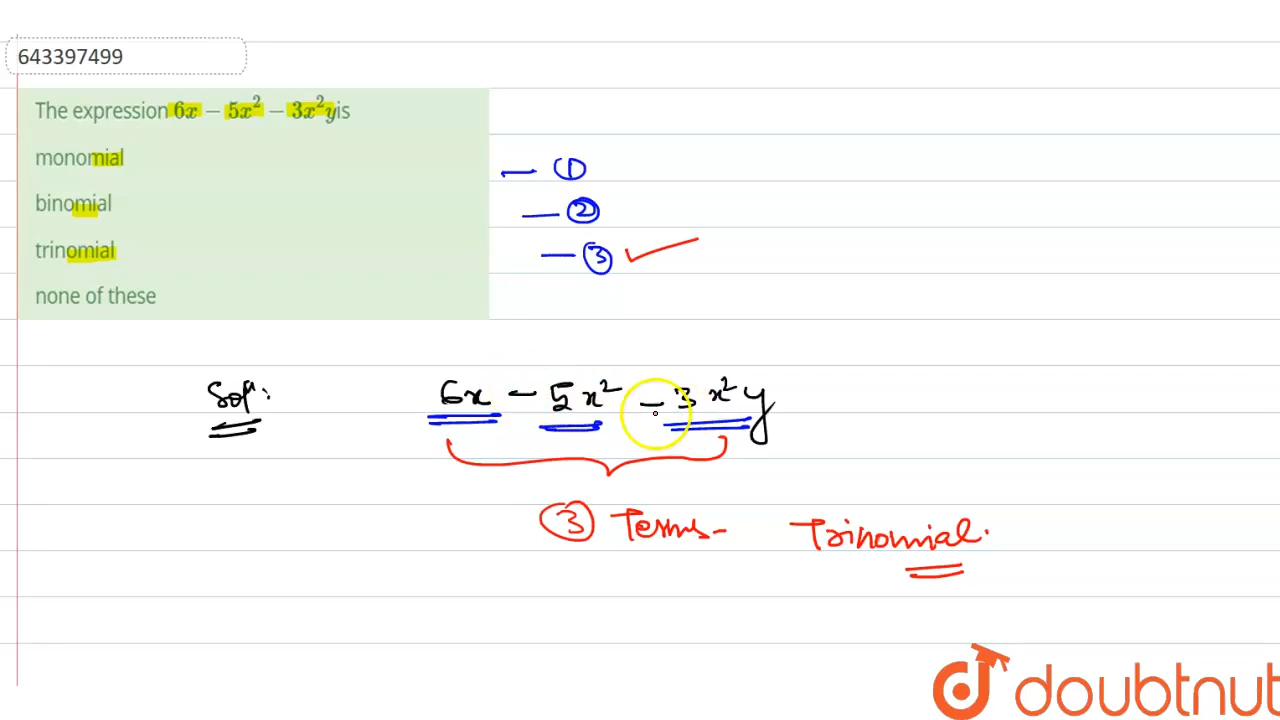 643397499
The expression 6x − 5x² − 3x²y is
monomial
— ①
binomial
— ②
trinomial
— ③ ✓
none of these
Sol:
6x − 5x² − 3x²y
③ Terms-
Trinomial.
doubtnut